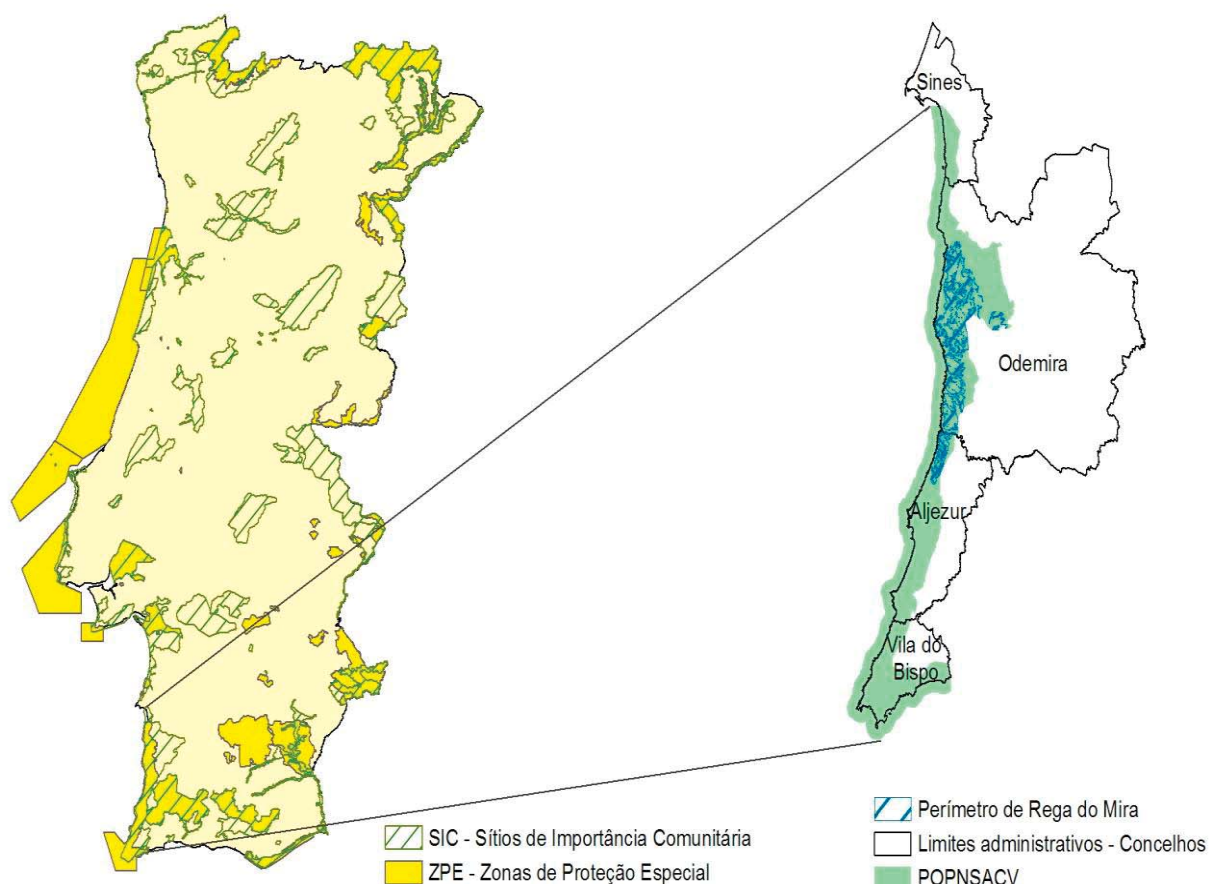 Sines
Odemira
Aljezur
Vila do
Bispo
SIC - Sítios de Importância Comunitária
ZPE - Zonas de Proteção Especial
Perímetro de Rega do Mira
Limites administrativos - Concelhos
POPNSACV